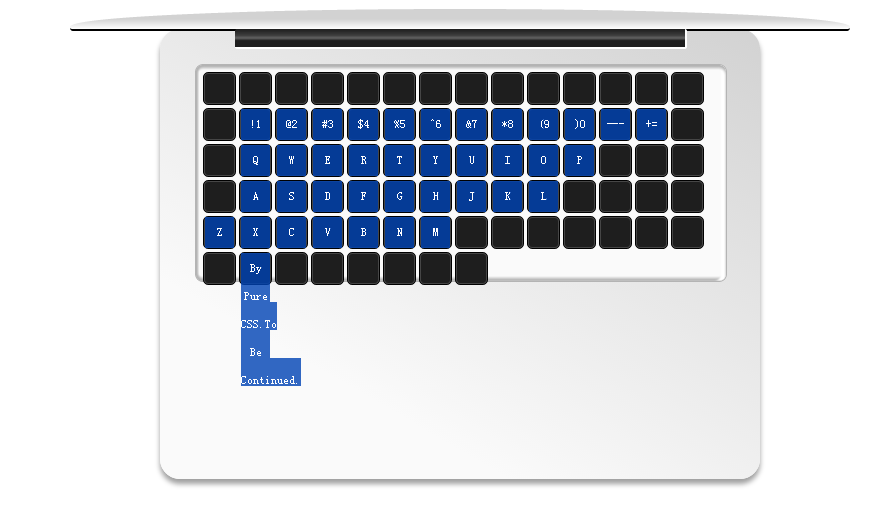 !1 @2 #3 $4 %5 ^6 &7 *8 (9 )0 —-- +=
Q W E R T Y U I O P
A S D F G H J K L
Z X C V B N M
By
Pure
CSS.To
Be
Continued.